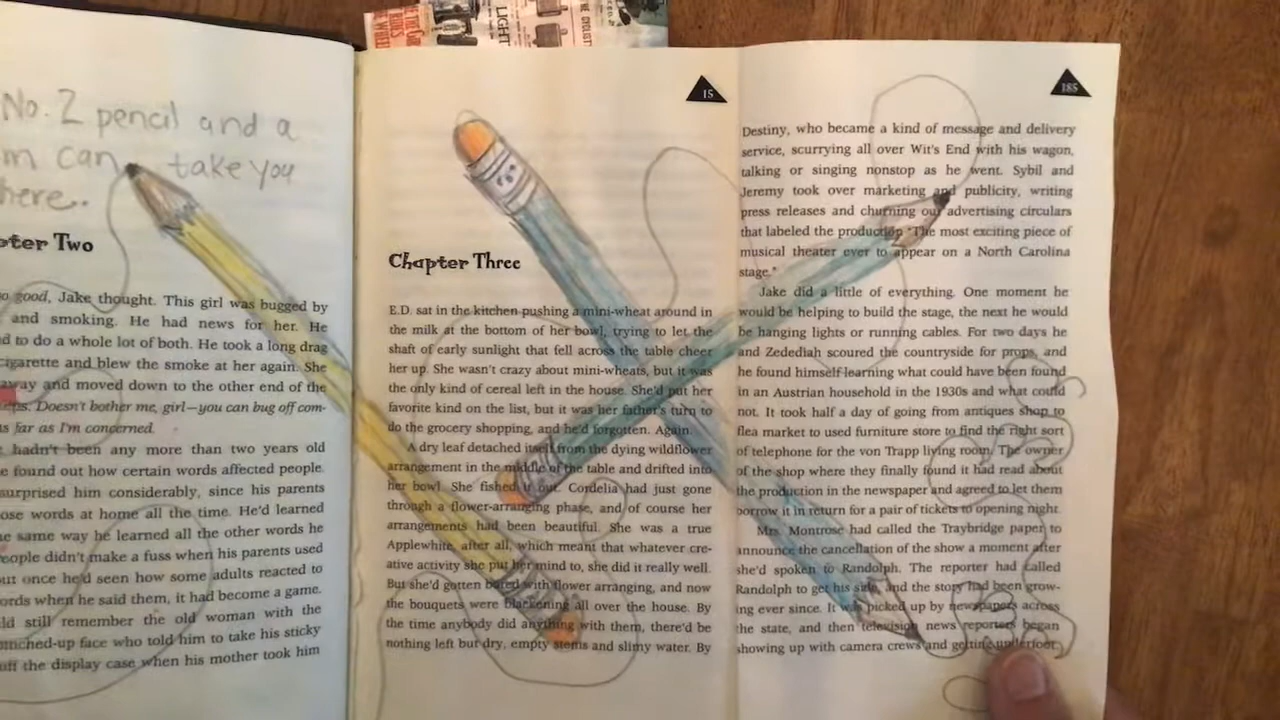 LIGHT
No. 2 pencil and a
m can take you
here.
ter Two
o good, Jake thought. This girl was bugged by
and smoking. He had news for her. He
d to do a whole lot of both. He took a long drag
cigarette and blew the smoke at her again. She
away and moved down to the other end of the
eps. Doesn't bother me, girl—you can bug off com-
as far as I'm concerned.
hadn't been any more than two years old
e found out how certain words affected people.
surprised him considerably, since his parents
ose words at home all the time. He'd learned
e same way he learned all the other words he
eople didn't make a fuss when his parents used
ut once he'd seen how some adults reacted to
ords when he said them, it had become a game.
ld still remember the old woman with the
unched-up face who told him to take his sticky
off the display case when his mother took him
15
Chapter Three
E.D. sat in the kitchen pushing a mini-wheat around in
the milk at the bottom of her bowl, trying to let the
shaft of early sunlight that fell across the table cheer
her up. She wasn't crazy about mini-wheats, but it was
the only kind of cereal left in the house. She'd put her
favorite kind on the list, but it was her father's turn to
do the grocery shopping, and he'd forgotten. Again.
A dry leaf detached itself from the dying wildflower
arrangement in the middle of the table and drifted into
her bowl. She fished it out. Cordelia had just gone
through a flower-arranging phase, and of course her
arrangements had been beautiful. She was a true
Applewhite, after all, which meant that whatever cre-
ative activity she put her mind to, she did it really well.
But she'd gotten bored with flower arranging, and now
the bouquets were blackening all over the house. By
the time anybody did anything with them, there'd be
nothing left but dry, empty stems and slimy water. By
185
Destiny, who became a kind of message and delivery
service, scurrying all over Wit's End with his wagon,
talking or singing nonstop as he went. Sybil and
Jeremy took over marketing and publicity, writing
press releases and churning out advertising circulars
that labeled the production "The most exciting piece of
musical theater ever to appear on a North Carolina
stage."
Jake did a little of everything. One moment he
would be helping to build the stage, the next he would
be hanging lights or running cables. For two days he
and Zedediah scoured the countryside for props, and
he found himself learning what could have been found
in an Austrian household in the 1930s and what could
not. It took half a day of going from antiques shop to
flea market to used furniture store to find the right sort
of telephone for the von Trapp living room. The owner
of the shop where they finally found it had read about
the production in the newspaper and agreed to let them
borrow it in return for a pair of tickets to opening night.
Mrs. Montrose had called the Traybridge paper to
announce the cancellation of the show a moment after
she'd spoken to Randolph. The reporter had called
Randolph to get his side, and the story had been grow-
ing ever since. It was picked up by newspapers across
the state, and then television news reporters began
showing up with camera crews and getting underfoot.